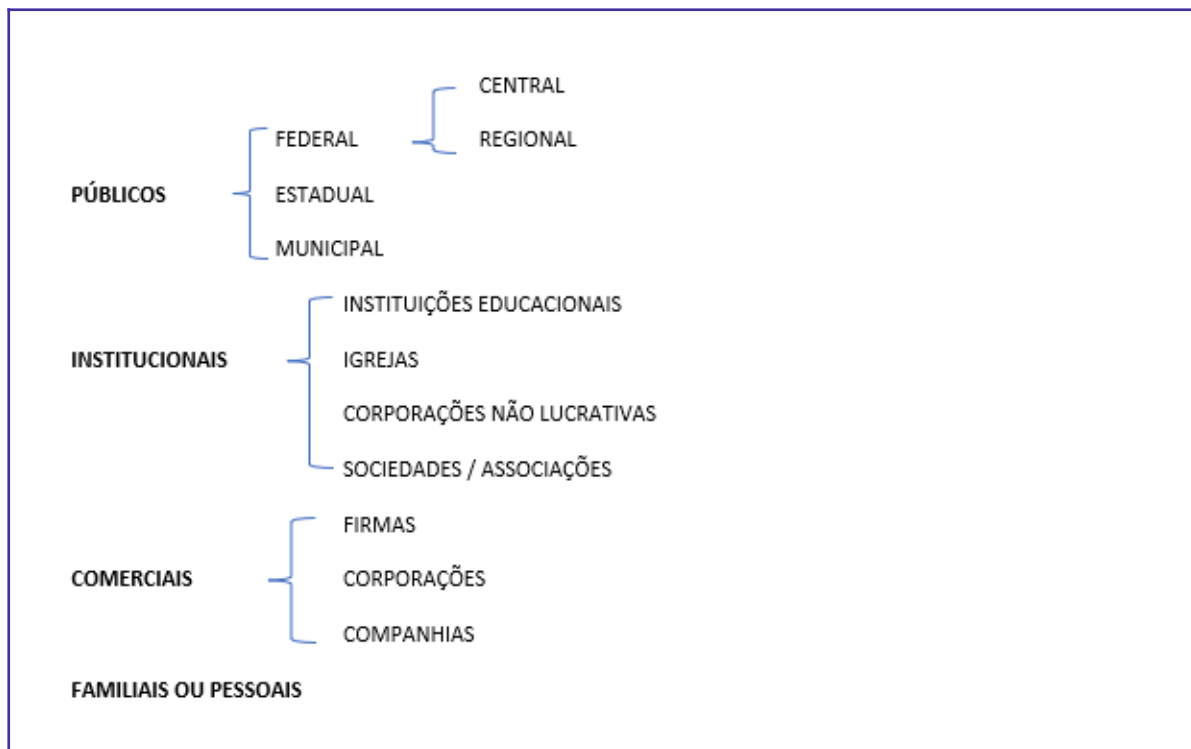 CENTRAL
FEDERAL REGIONAL
PÚBLICOS ESTADUAL
MUNICIPAL
INSTITUIÇÕES EDUCACIONAIS
INSTITUCIONAIS IGREJAS
CORPORAÇÕES NÃO LUCRATIVAS
SOCIEDADES / ASSOCIAÇÕES
FIRMAS
COMERCIAIS CORPORAÇÕES
COMPANHIAS
FAMILIAIS OU PESSOAIS